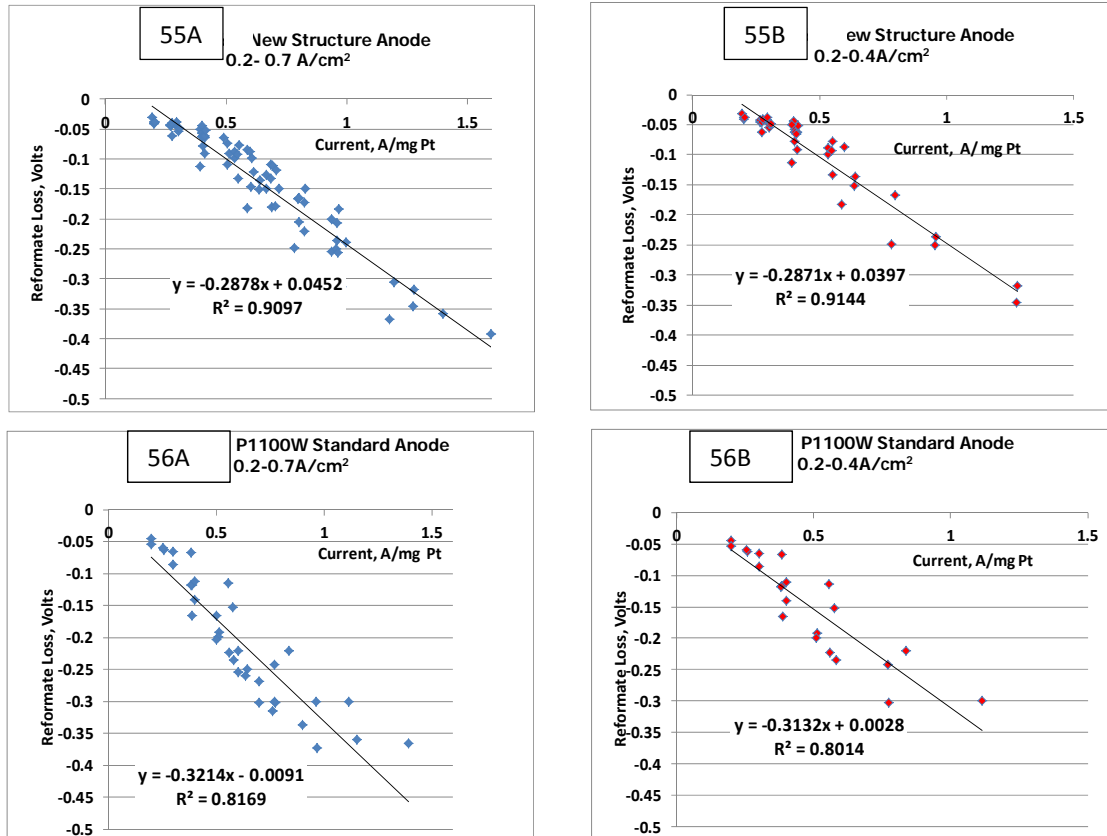 55A
New Structure Anode
0.2- 0.7 A/cm²
0
-0.05
-0.1
-0.15
-0.2
-0.25
-0.3
-0.35
-0.4
-0.45
-0.5
0 0.5 1 1.5
Current, A/mg Pt
Reformate Loss, Volts
y = -0.2878x + 0.0452
R² = 0.9097
55B
ew Structure Anode
0.2-0.4A/cm²
0
-0.05
-0.1
-0.15
-0.2
-0.25
-0.3
-0.35
-0.4
-0.45
-0.5
0 0.5 1 1.5
Current, A/mg Pt
Reformate Loss, Volts
y = -0.2871x + 0.0397
R² = 0.9144
56A
P1100W Standard Anode
0.2-0.7A/cm²
0
-0.05
-0.1
-0.15
-0.2
-0.25
-0.3
-0.35
-0.4
-0.45
-0.5
0 0.5 1 1.5
Current, A/mg Pt
Reformate Loss, Volts
y = -0.3214x - 0.0091
R² = 0.8169
56B
P1100W Standard Anode
0.2-0.4A/cm²
0
-0.05
-0.1
-0.15
-0.2
-0.25
-0.3
-0.35
-0.4
-0.45
-0.5
0 0.5 1 1.5
Current, A/mg Pt
Reformate Loss, Volts
y = -0.3132x + 0.0028
R² = 0.8014